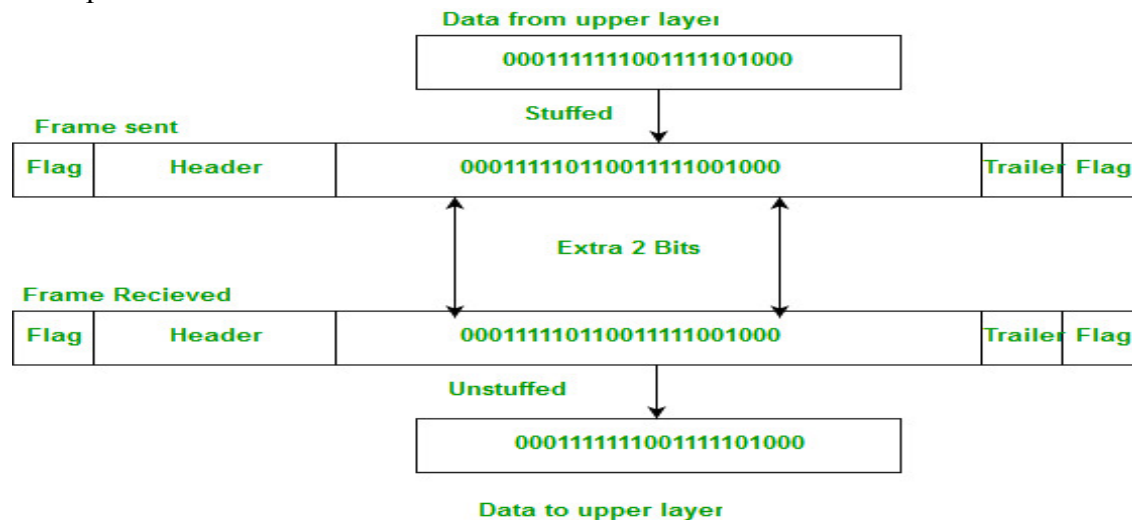 Data from upper layer
0001111111001111101000
Stuffed
Frame sent
Flag Header 000111110110011111001000 Trailer Flag
Extra 2 Bits
Frame Recieved
Flag Header 000111110110011111001000 Trailer Flag
Unstuffed
0001111111001111101000
Data to upper layer